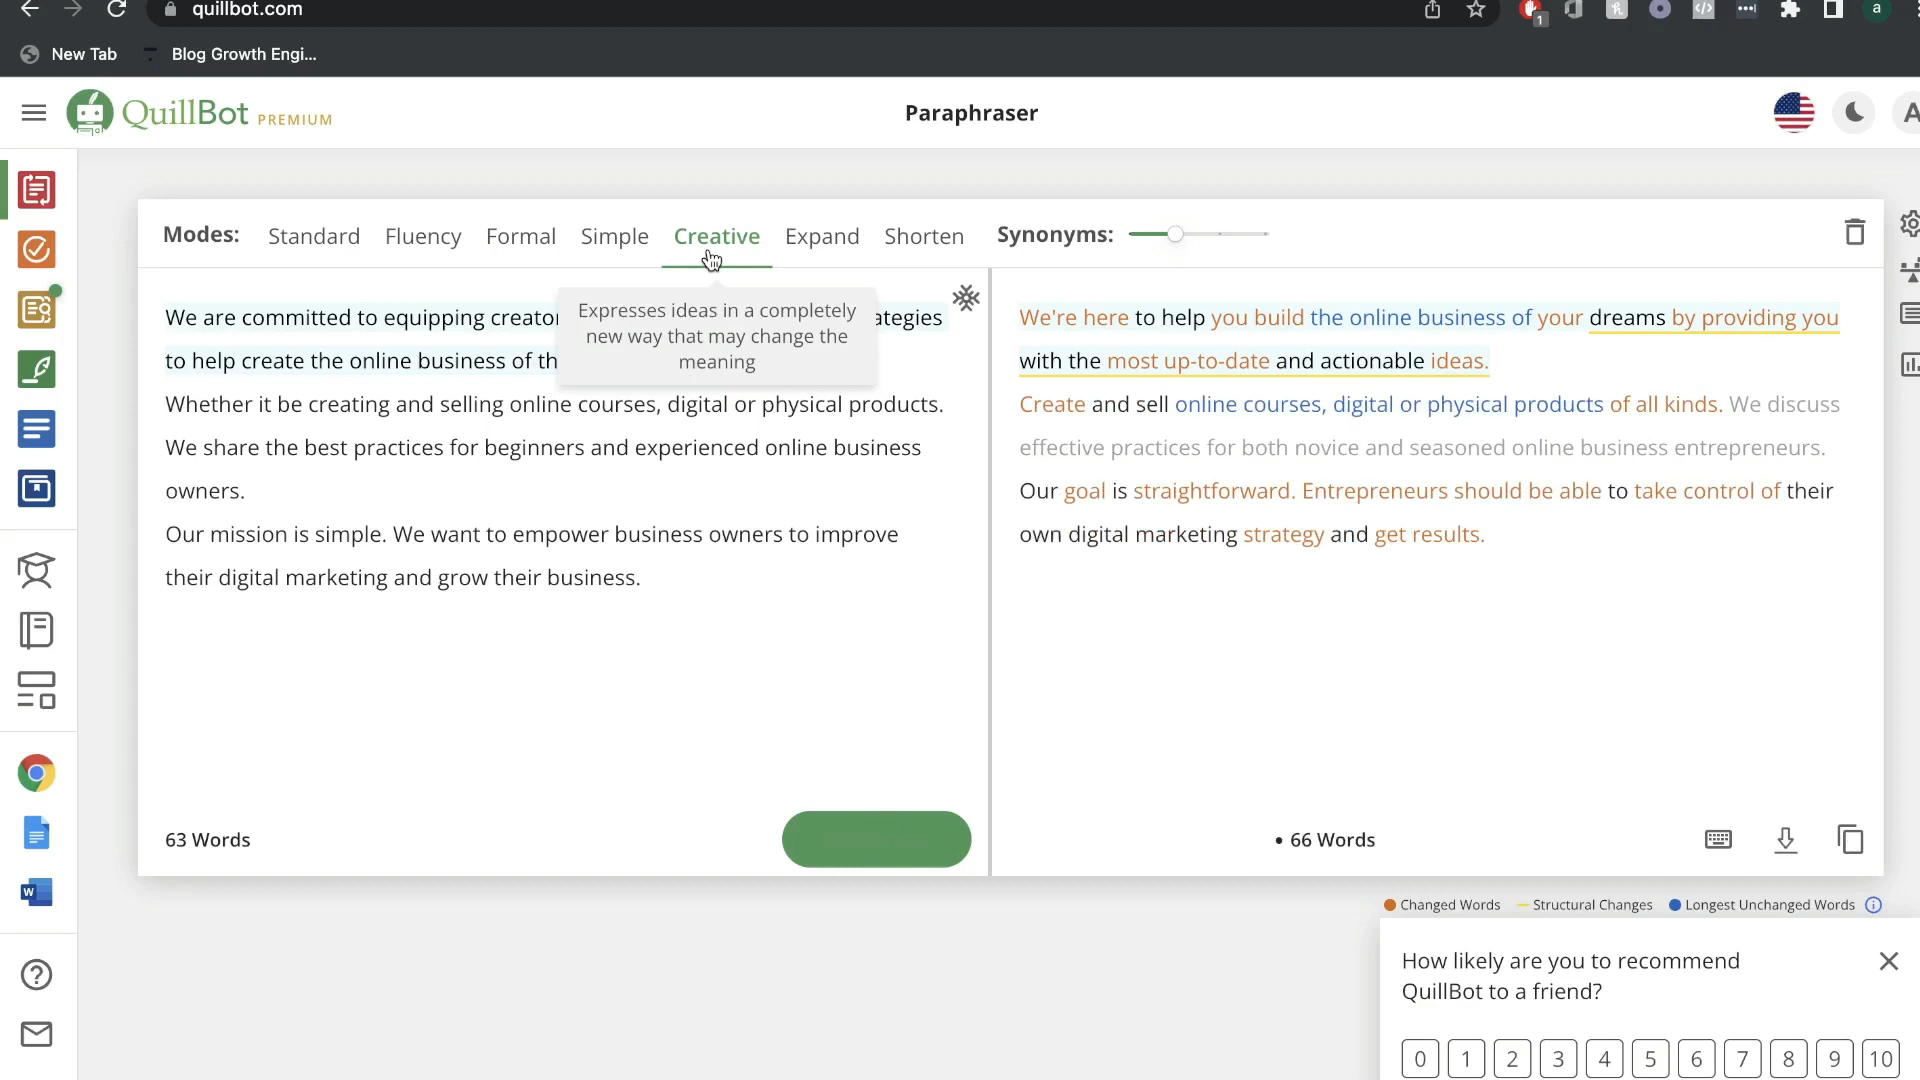 quillbot.com
1
a
New Tab
Blog Growth Engi...
QuillBot PREMIUM
Paraphraser
A
Modes: Standard Fluency Formal Simple Creative Expand Shorten Synonyms:
Expresses ideas in a completely
new way that may change the
meaning
We are committed to equipping creator ategies
to help create the online business of th
Whether it be creating and selling online courses, digital or physical products.
We share the best practices for beginners and experienced online business
owners.
Our mission is simple. We want to empower business owners to improve
their digital marketing and grow their business.
We're here to help you build the online business of your dreams by providing you
with the most up-to-date and actionable ideas.
Create and sell online courses, digital or physical products of all kinds. We discuss
effective practices for both novice and seasoned online business entrepreneurs.
Our goal is straightforward. Entrepreneurs should be able to take control of their
own digital marketing strategy and get results.
63 Words
• 66 Words
W
Changed Words Structural Changes Longest Unchanged Words
How likely are you to recommend
QuillBot to a friend?
0 1 2 3 4 5 6 7 8 9 10